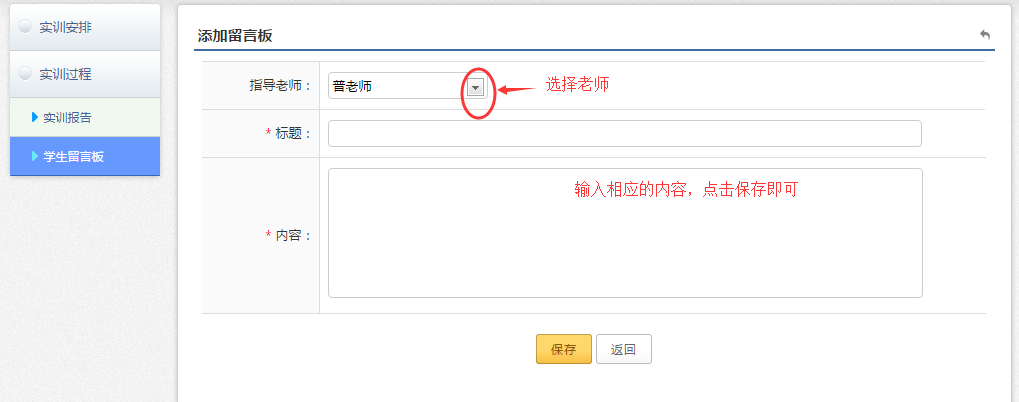 实训安排
实训过程
实训报告
学生留言板
添加留言板
指导老师：
普老师
选择老师
* 标题：
* 内容：
输入相应的内容，点击保存即可
保存
返回